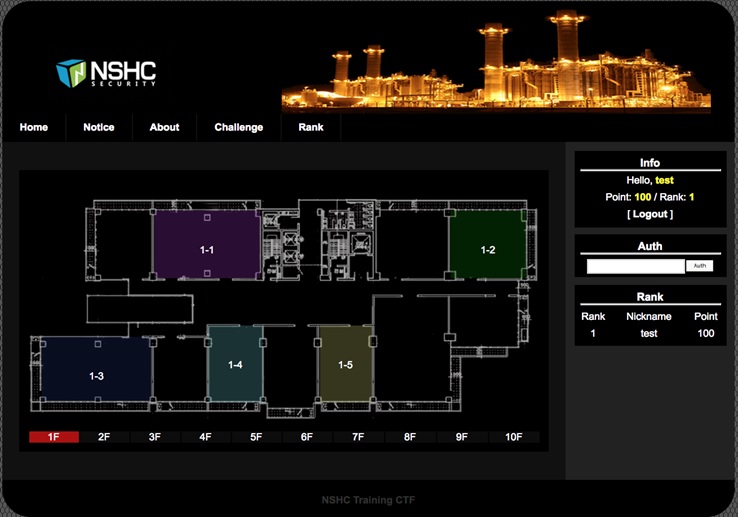 NSHC
SECURITY
Home Notice About Challenge Rank
Info
Hello, test
Point: 100 / Rank: 1
[ Logout ]
Auth
Auth
Rank
Rank Nickname Point
1 test 100
1-1
1-2
1-3
1-4
1-5
1F 2F 3F 4F 5F 6F 7F 8F 9F 10F
NSHC Training CTF